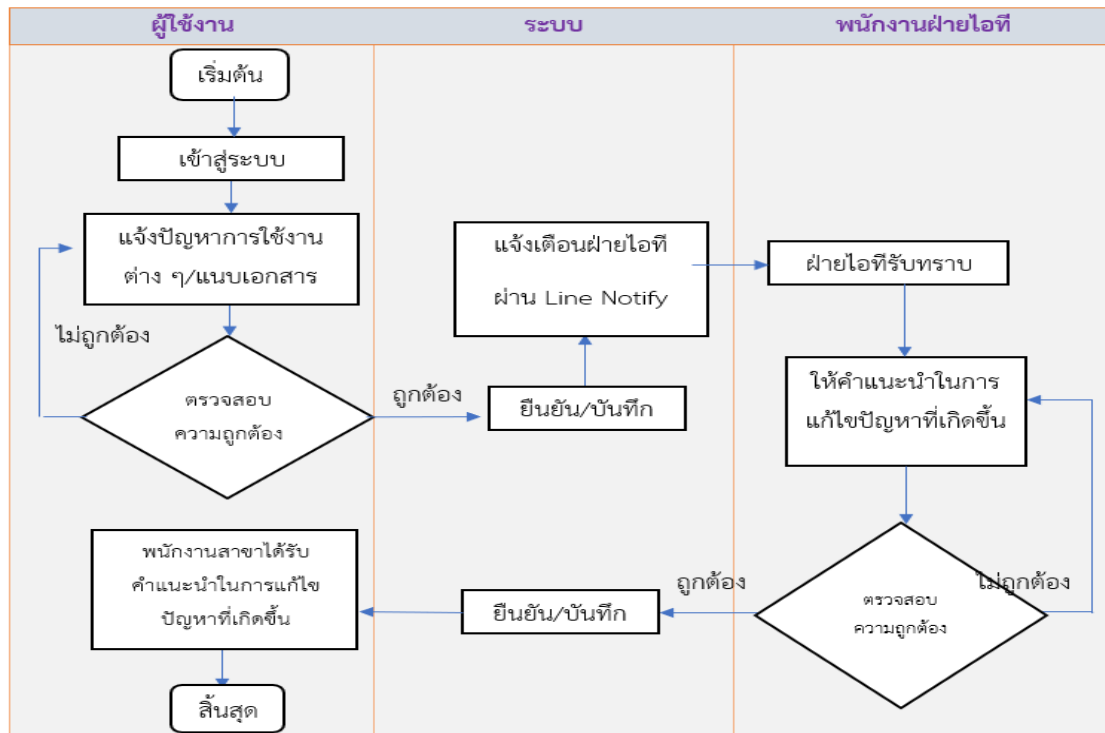 ผู้ใช้งาน
ระบบ
พนักงานฝ่ายไอที
เริ่มต้น
เข้าสู่ระบบ
แจ้งปัญหาการใช้งาน
ต่าง ๆ/แนบเอกสาร
ไม่ถูกต้อง
ตรวจสอบ
ความถูกต้อง
ถูกต้อง
ยืนยัน/บันทึก
แจ้งเตือนฝ่ายไอที
ผ่าน Line Notify
ฝ่ายไอทีรับทราบ
ให้คำแนะนำในการ
แก้ไขปัญหาที่เกิดขึ้น
ตรวจสอบ
ความถูกต้อง
ไม่ถูกต้อง
ถูกต้อง
ยืนยัน/บันทึก
พนักงานสาขาได้รับ
คำแนะนำในการแก้ไข
ปัญหาที่เกิดขึ้น
สิ้นสุด